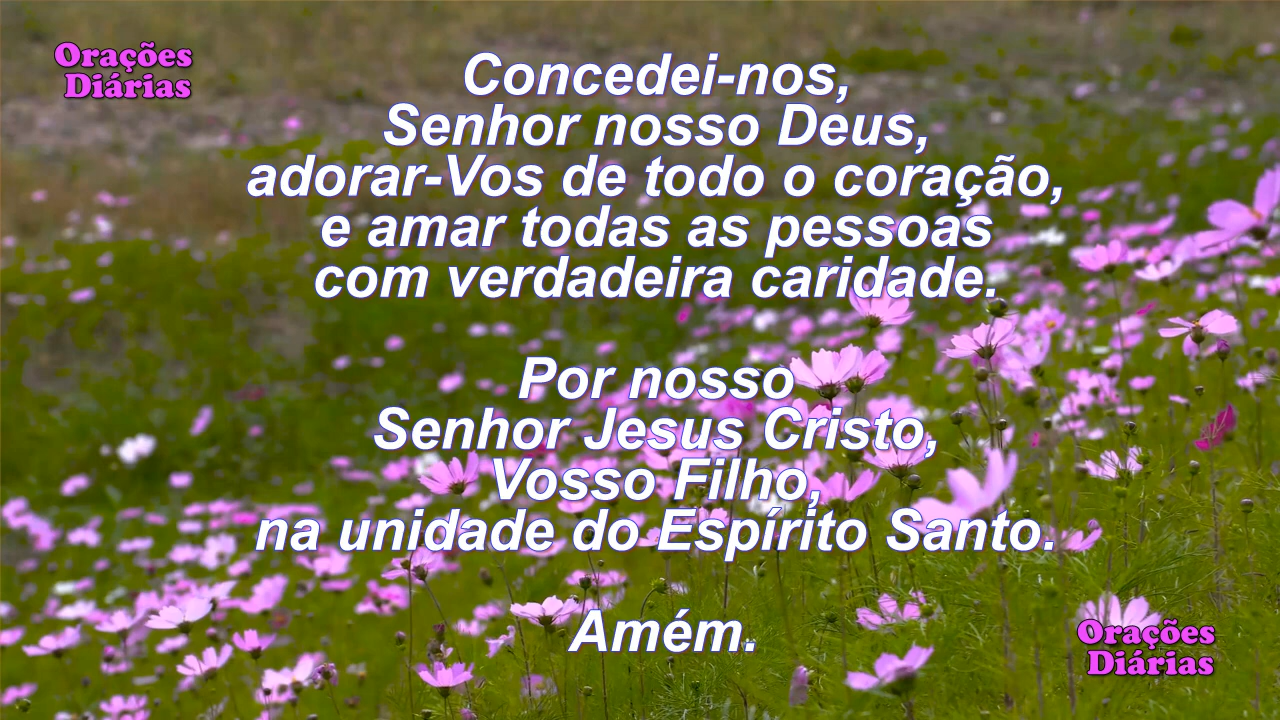 Orações
Diárias
Concedei-nos,
Senhor nosso Deus,
adorar-Vos de todo o coração,
e amar todas as pessoas
com verdadeira caridade.
Por nosso
Senhor Jesus Cristo,
Vosso Filho,
na unidade do Espírito Santo.
Amém.
Orações
Diárias